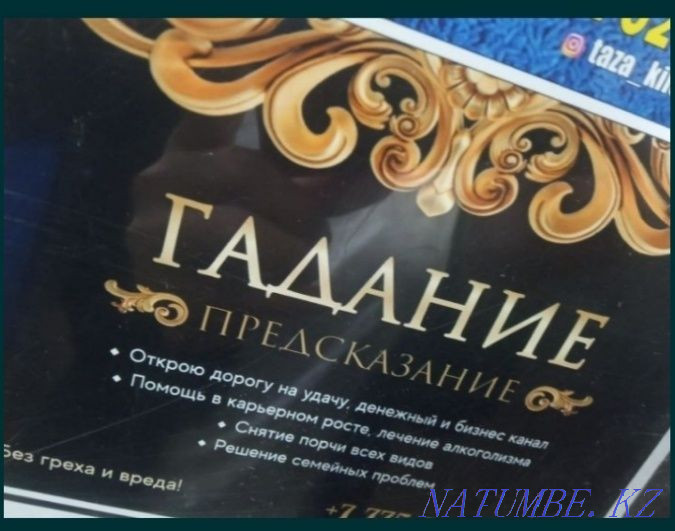 taza_ki
ГАДАНИЕ
ПРЕДСКАЗАНИЕ
Открою дорогу на удачу, денежный и бизнес канал
Помощь в карьерном росте, лечение алкоголизма
Снятие порчи всех видов
Решение семейных проблем
Без греха и вреда!
NATUMBE.KZ